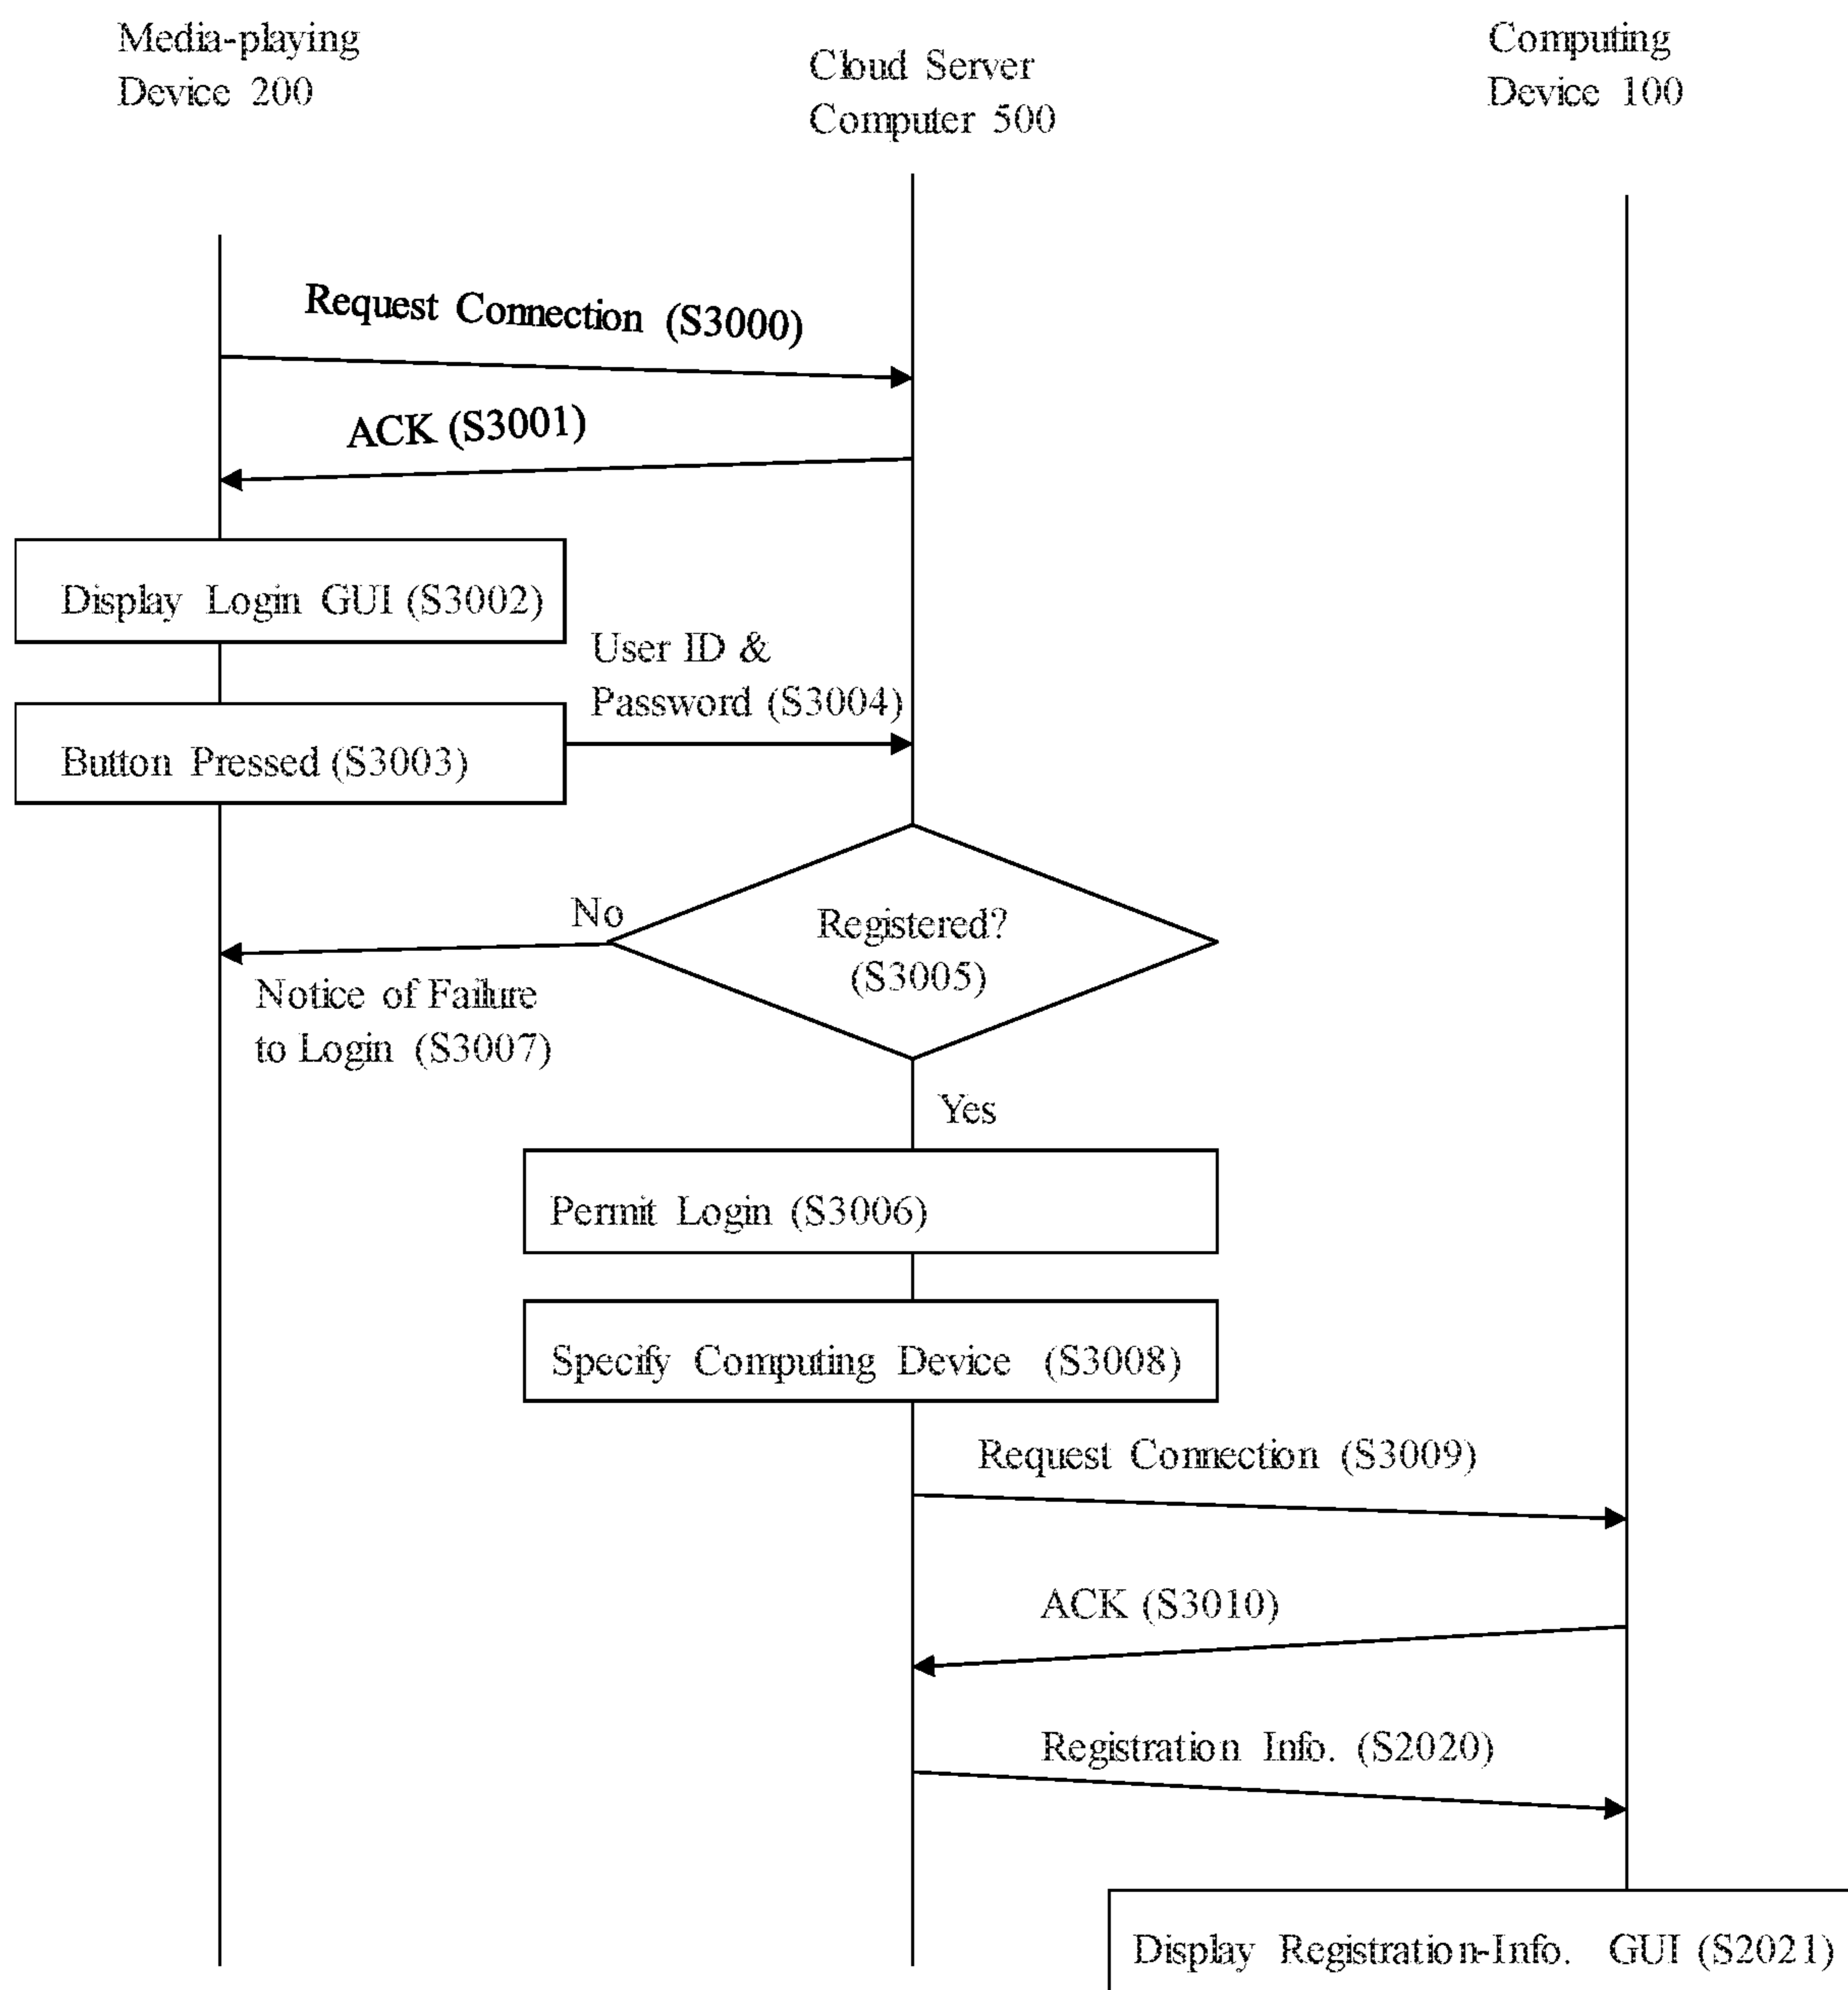 Media-playing
Device 200
Cloud Server
Computer 500
Computing
Device 100
Request Connection (S3000)
ACK (S3001)
Display Login GUI (S3002)
User ID &
Password (S3004)
Button Pressed (S3003)
No
Registered?
(S3005)
Notice of Failure
to Login (S3007)
Yes
Permit Login (S3006)
Specify Computing Device (S3008)
Request Connection (S3009)
ACK (S3010)
Registration Info. (S2020)
Display Registration-Info. GUI (S2021)